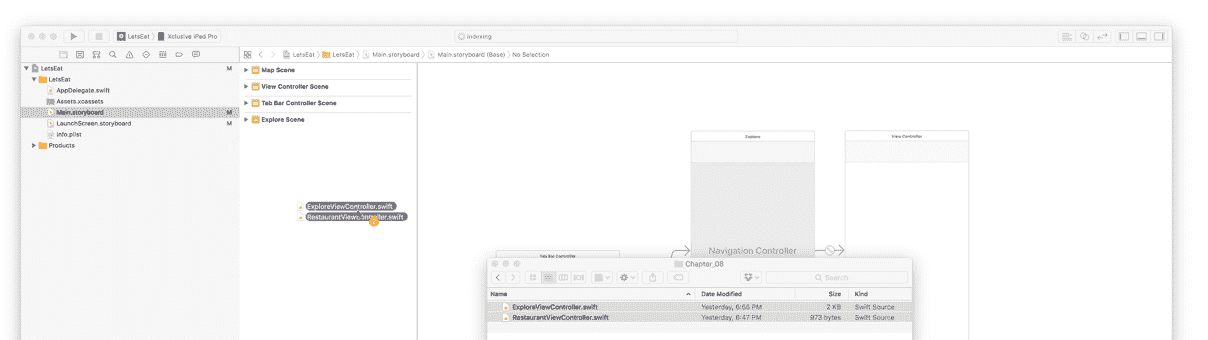 LetsEat Xclusive iPad Pro
indexing
LetsEat LetsEat Main.storyboard Main.storyboard (Base) No Selection
LetsEat M
LetsEat
AppDelegate.swift
Assets.xcassets
Main.storyboard M
LaunchScreen.storyboard M
Info.plist
Products
Map Scene
View Controller Scene
Tab Bar Controller Scene
Explore Scene
ExploreViewController.swift
RestaurantViewController.swift
Explore
View Controller
Navigation Controller
Tab Bar Controller
Chapter_08
Search
Name Date Modified Size Kind
ExploreViewController.swift Yesterday, 6:55 PM 2 KB Swift Source
RestaurantViewController.swift Yesterday, 6:47 PM 973 bytes Swift Source